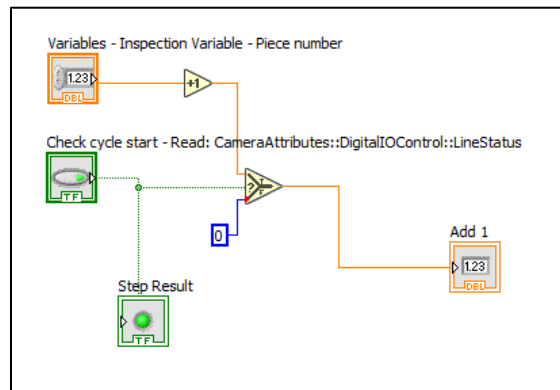 Variables - Inspection Variable - Piece number
1.23
DBL
+1
Check cycle start - Read: CameraAttributes::DigitalIOControl::LineStatus
TF
?
T
F
0
Add 1
1.23
DBL
Step Result
TF